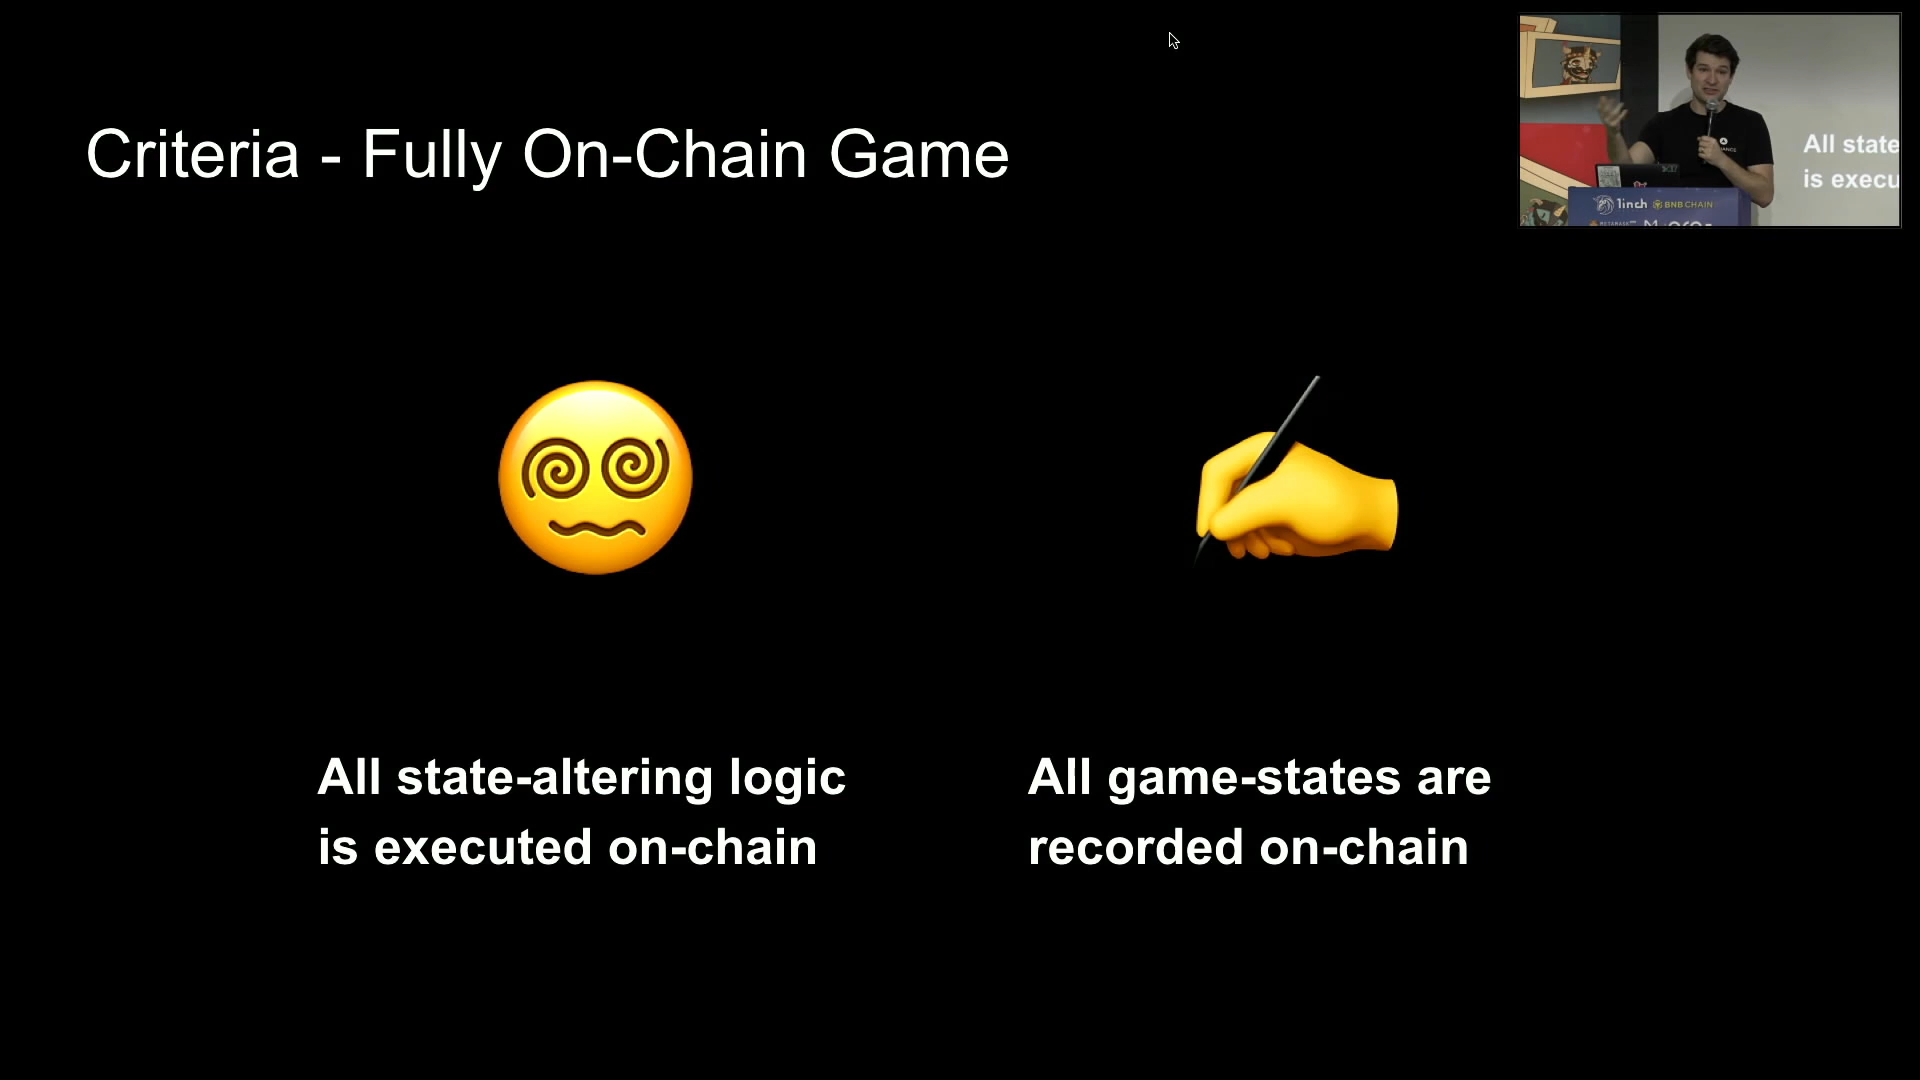 Criteria - Fully On-Chain Game
All state-altering logic
is executed on-chain
All game-states are
recorded on-chain
All state
is execu
1inch BNB CHAIN